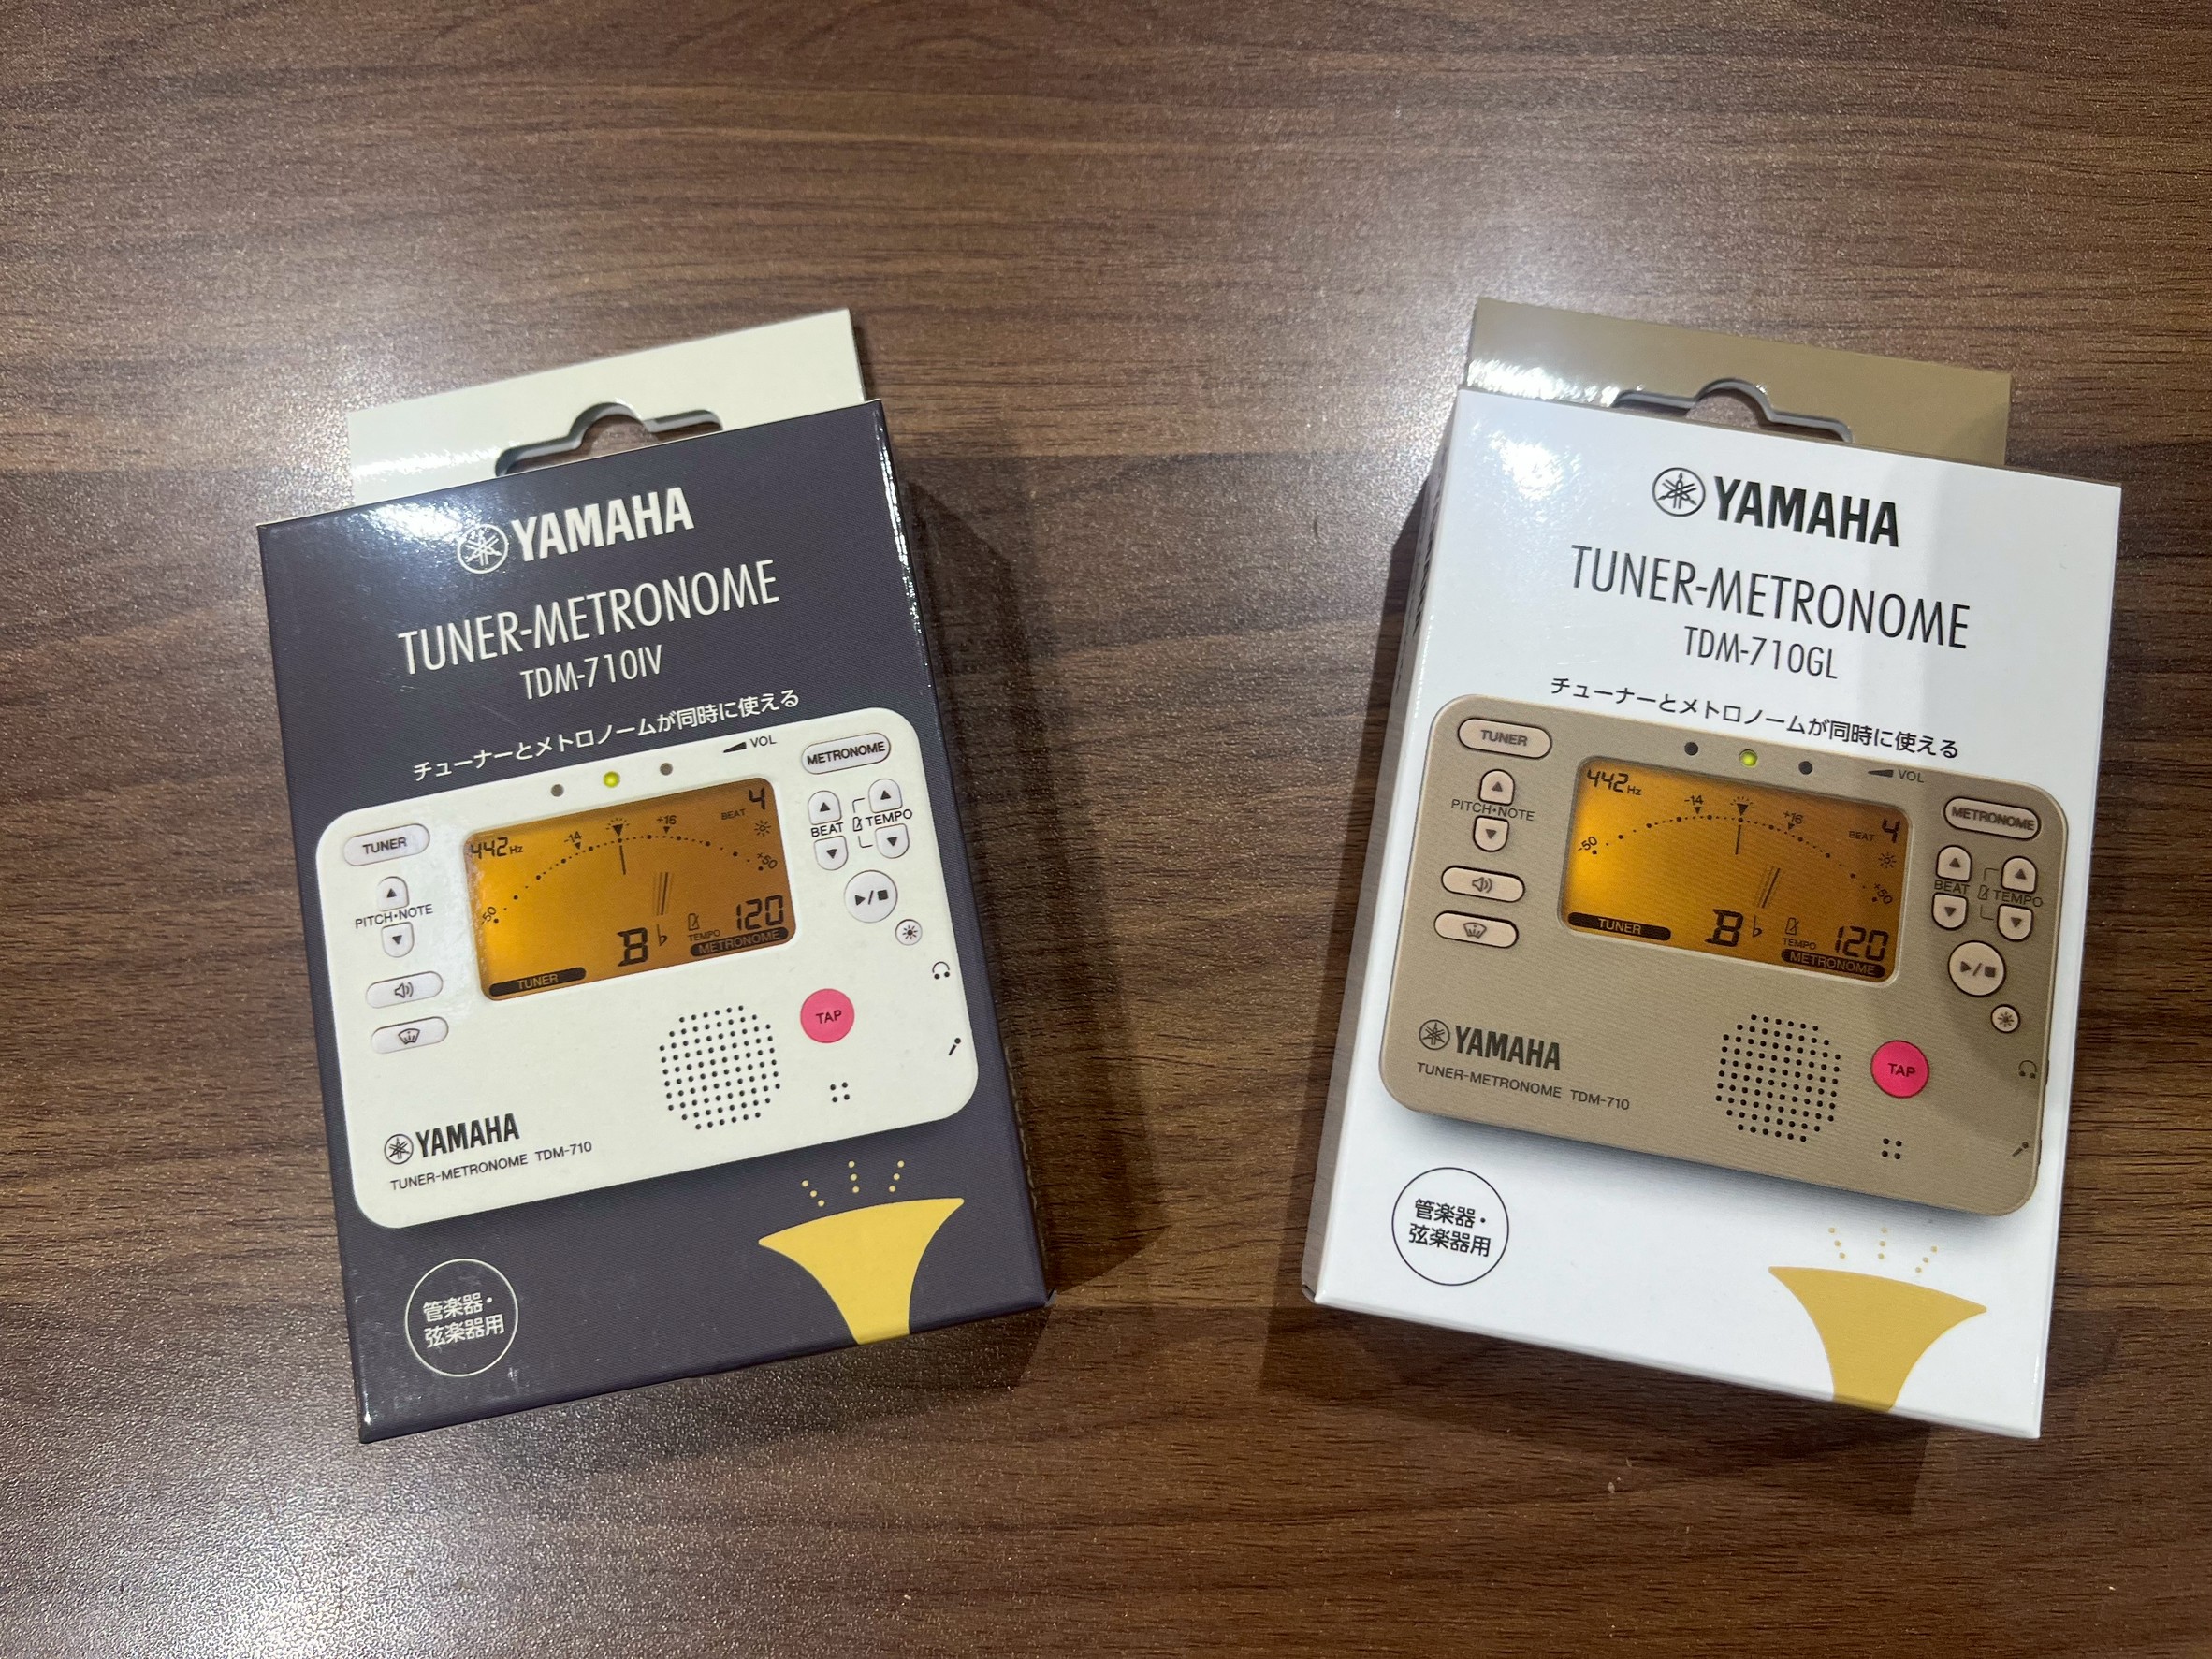 YAMAHA
TUNER-METRONOME
TDM-710IV
チューナーとメトロノームが同時に使える
VOL
METRONOME
TUNER
442Hz
-14
+16
BEAT
4
-50
+50
PITCH•NOTE
BEAT
TEMPO
B♭
TEMPO
120
TUNER
METRONOME
TAP
YAMAHA
TUNER-METRONOME TDM-710
管楽器・
弦楽器用
YAMAHA
TUNER-METRONOME
TDM-710GL
チューナーとメトロノームが同時に使える
TUNER
VOL
METRONOME
442Hz
-14
+16
BEAT
4
-50
+50
PITCH•NOTE
BEAT
TEMPO
B♭
TEMPO
120
TUNER
METRONOME
TAP
YAMAHA
TUNER-METRONOME TDM-710
管楽器・
弦楽器用